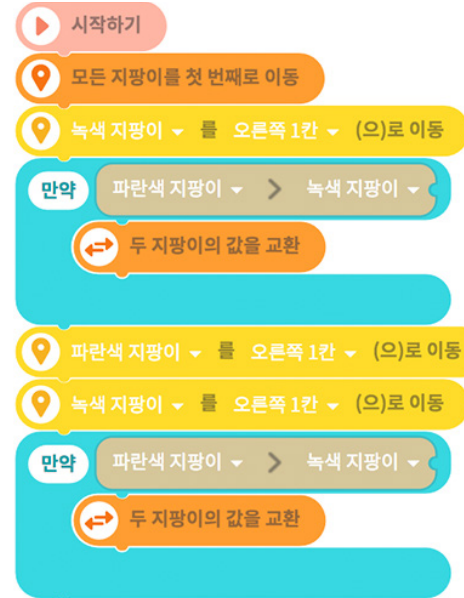 시작하기
모든 지팡이를 첫 번째로 이동
녹색 지팡이 를 오른쪽 1칸 (으)로 이동
만약 파란색 지팡이 > 녹색 지팡이
두 지팡이의 값을 교환
파란색 지팡이 를 오른쪽 1칸 (으)로 이동
녹색 지팡이 를 오른쪽 1칸 (으)로 이동
만약 파란색 지팡이 > 녹색 지팡이
두 지팡이의 값을 교환